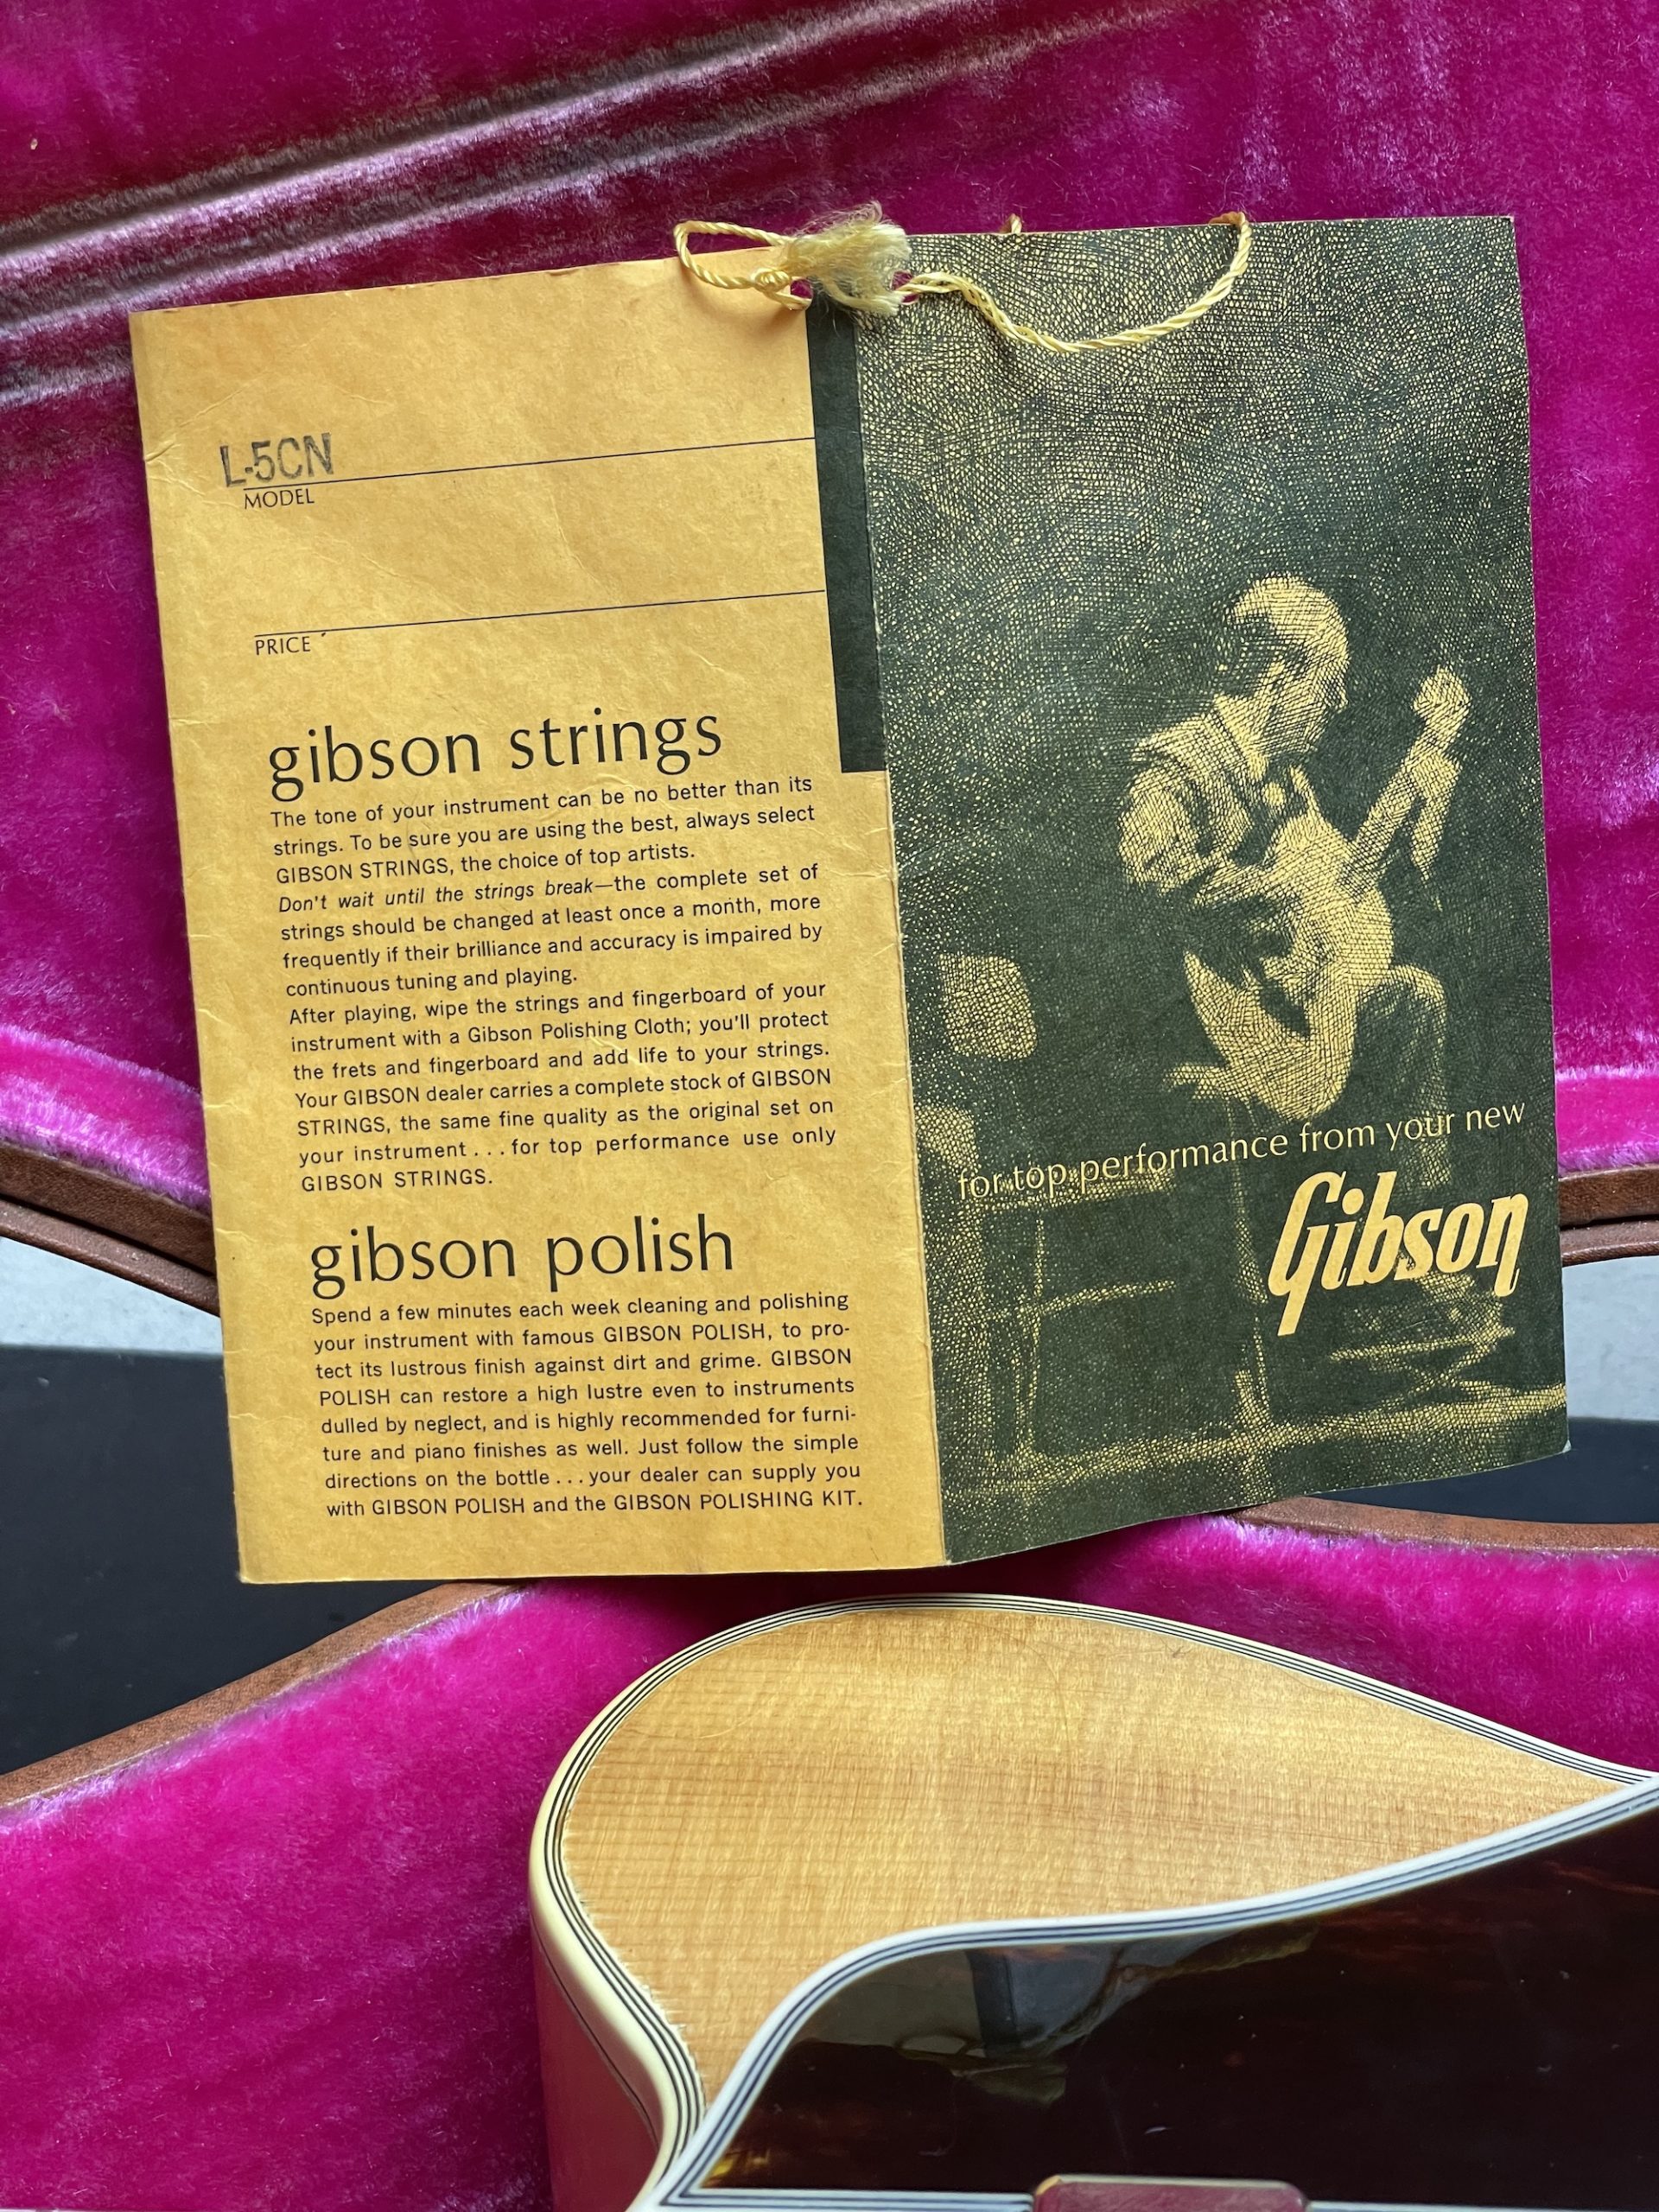 L-5CN
MODEL
PRICE
gibson strings
The tone of your instrument can be no better than its
strings. To be sure you are using the best, always select
GIBSON STRINGS, the choice of top artists.
Don't wait until the strings break—the complete set of
strings should be changed at least once a month, more
frequently if their brilliance and accuracy is impaired by
continuous tuning and playing.
After playing, wipe the strings and fingerboard of your
instrument with a Gibson Polishing Cloth; you'll protect
the frets and fingerboard and add life to your strings.
Your GIBSON dealer carries a complete stock of GIBSON
STRINGS, the same fine quality as the original set on
your instrument . . . for top performance use only
GIBSON STRINGS.
gibson polish
Spend a few minutes each week cleaning and polishing
your instrument with famous GIBSON POLISH, to pro-
tect its lustrous finish against dirt and grime. GIBSON
POLISH can restore a high lustre even to instruments
dulled by neglect, and is highly recommended for furni-
ture and piano finishes as well. Just follow the simple
directions on the bottle . . . your dealer can supply you
with GIBSON POLISH and the GIBSON POLISHING KIT.
for top performance from your new
Gibson